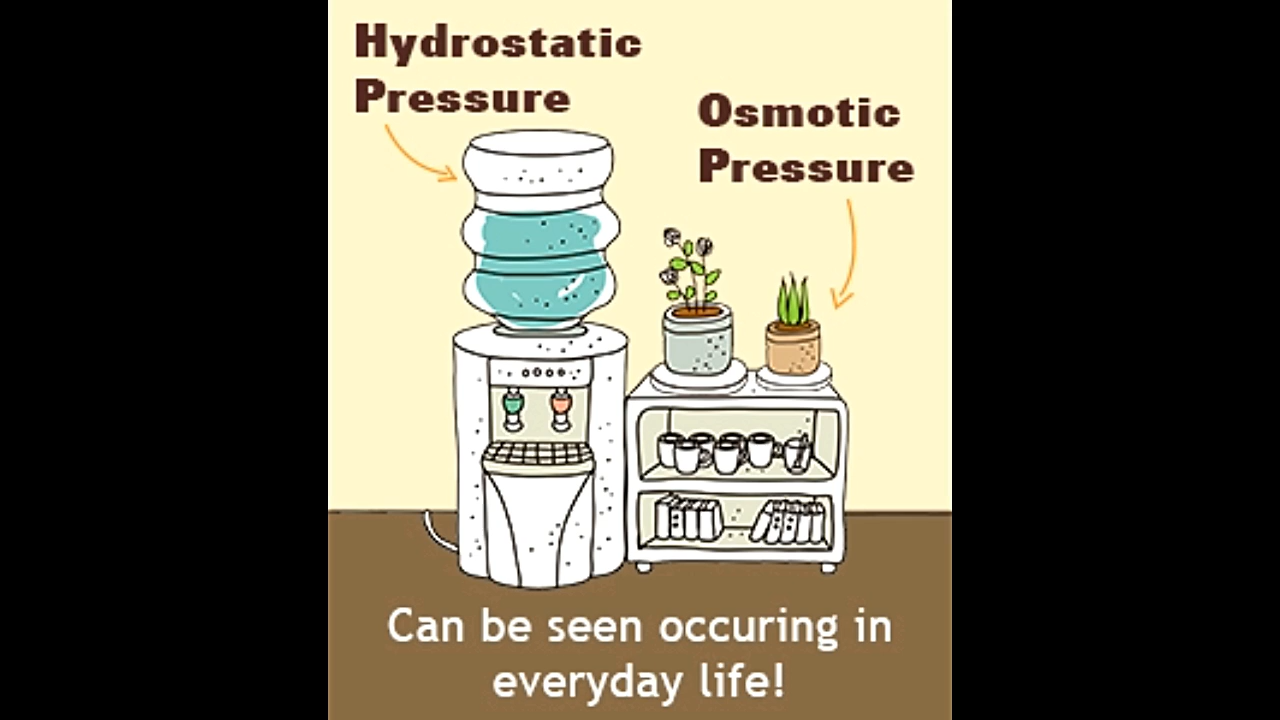 Hydrostatic
Pressure
Osmotic
Pressure
Can be seen occuring in
everyday life!